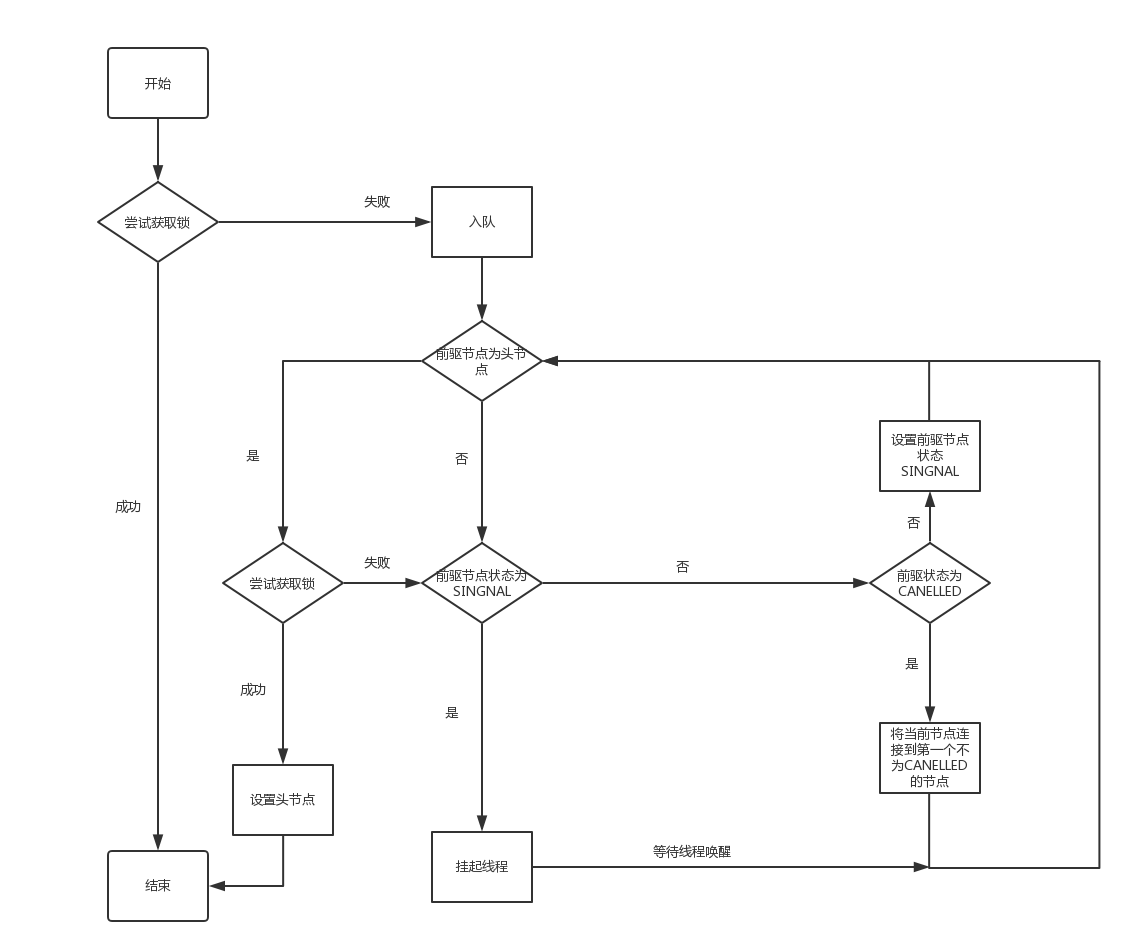 开始
尝试获取锁
失败
入队
前驱节点为头节
点
是
否
成功
设置前驱节点
状态
SINGNAL
否
尝试获取锁
失败
前驱节点状态为
SINGNAL
否
前驱状态为
CANELLED
是
成功
是
将当前节点连
接到第一个不
为CANELLED
的节点
设置头节点
挂起线程
等待线程唤醒
结束